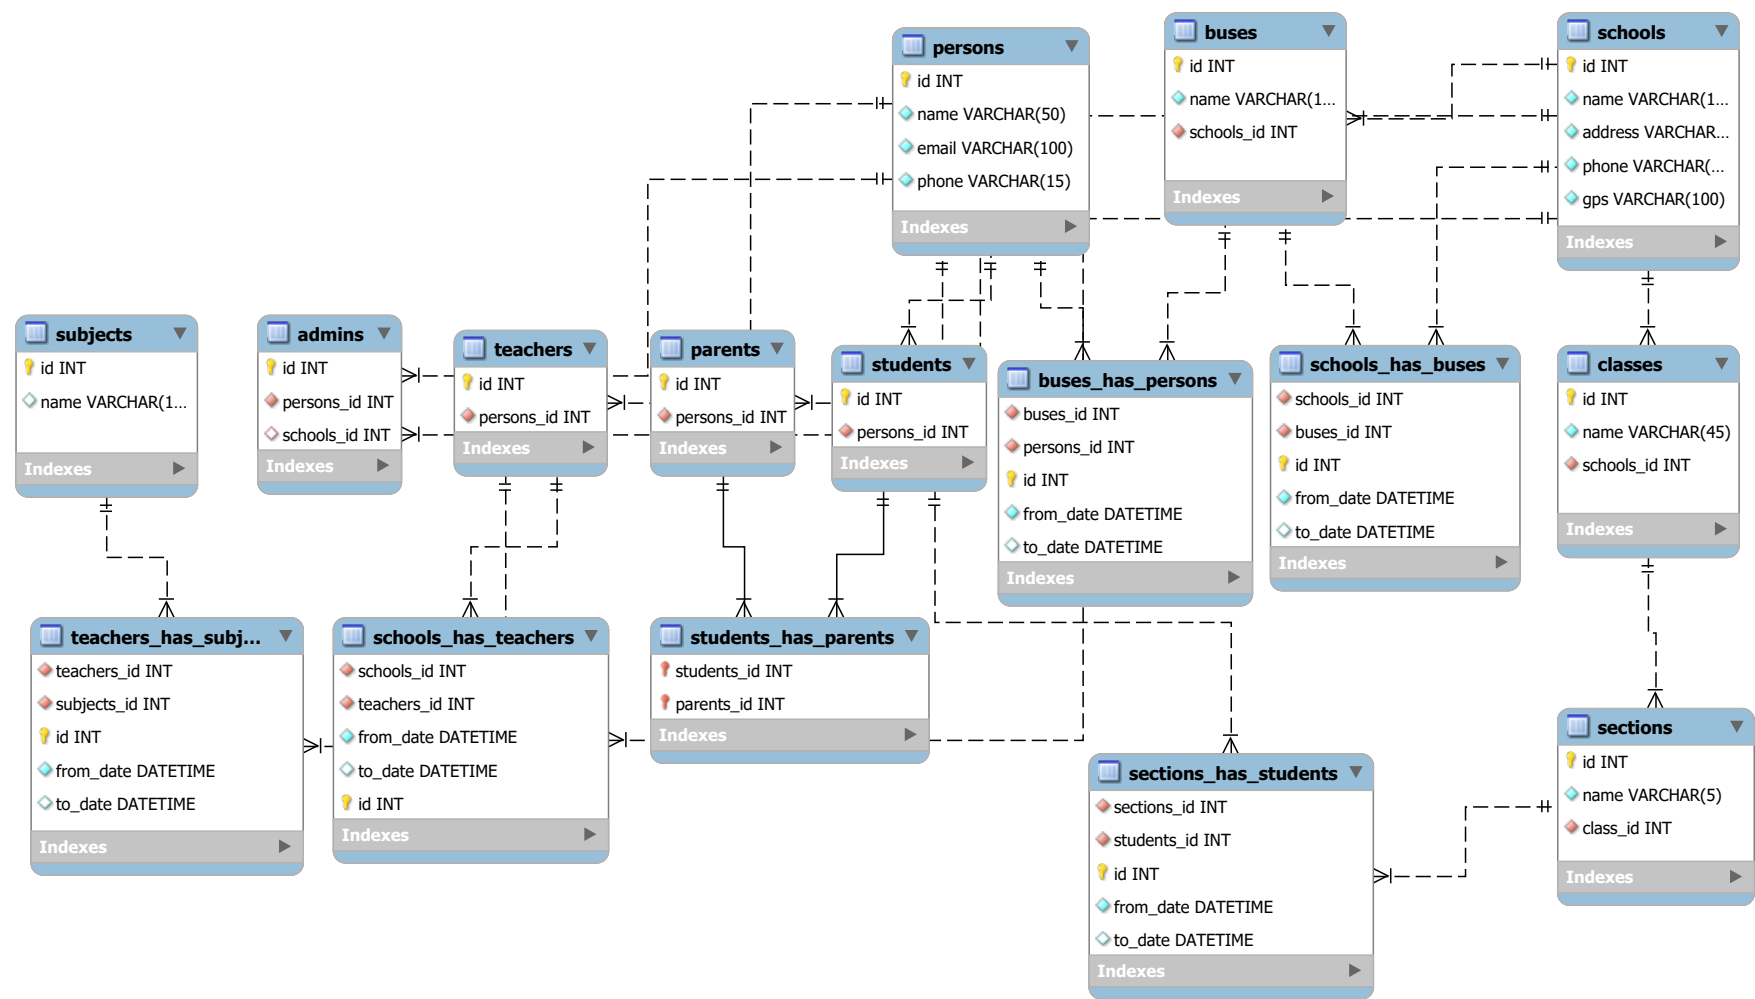 persons
id INT
name VARCHAR(50)
email VARCHAR(100)
phone VARCHAR(15)
Indexes
buses
id INT
name VARCHAR(1...
schools_id INT
Indexes
schools
id INT
name VARCHAR(1...
address VARCHAR...
phone VARCHAR(...
gps VARCHAR(100)
Indexes
subjects
id INT
name VARCHAR(1...
Indexes
admins
id INT
persons_id INT
schools_id INT
Indexes
teachers
id INT
persons_id INT
Indexes
parents
id INT
persons_id INT
Indexes
students
id INT
persons_id INT
Indexes
buses_has_persons
buses_id INT
persons_id INT
id INT
from_date DATETIME
to_date DATETIME
Indexes
schools_has_buses
schools_id INT
buses_id INT
id INT
from_date DATETIME
to_date DATETIME
Indexes
classes
id INT
name VARCHAR(45)
schools_id INT
Indexes
teachers_has_subj...
teachers_id INT
subjects_id INT
id INT
from_date DATETIME
to_date DATETIME
Indexes
schools_has_teachers
schools_id INT
teachers_id INT
from_date DATETIME
to_date DATETIME
id INT
Indexes
students_has_parents
students_id INT
parents_id INT
Indexes
sections_has_students
sections_id INT
students_id INT
id INT
from_date DATETIME
to_date DATETIME
Indexes
sections
id INT
name VARCHAR(5)
class_id INT
Indexes